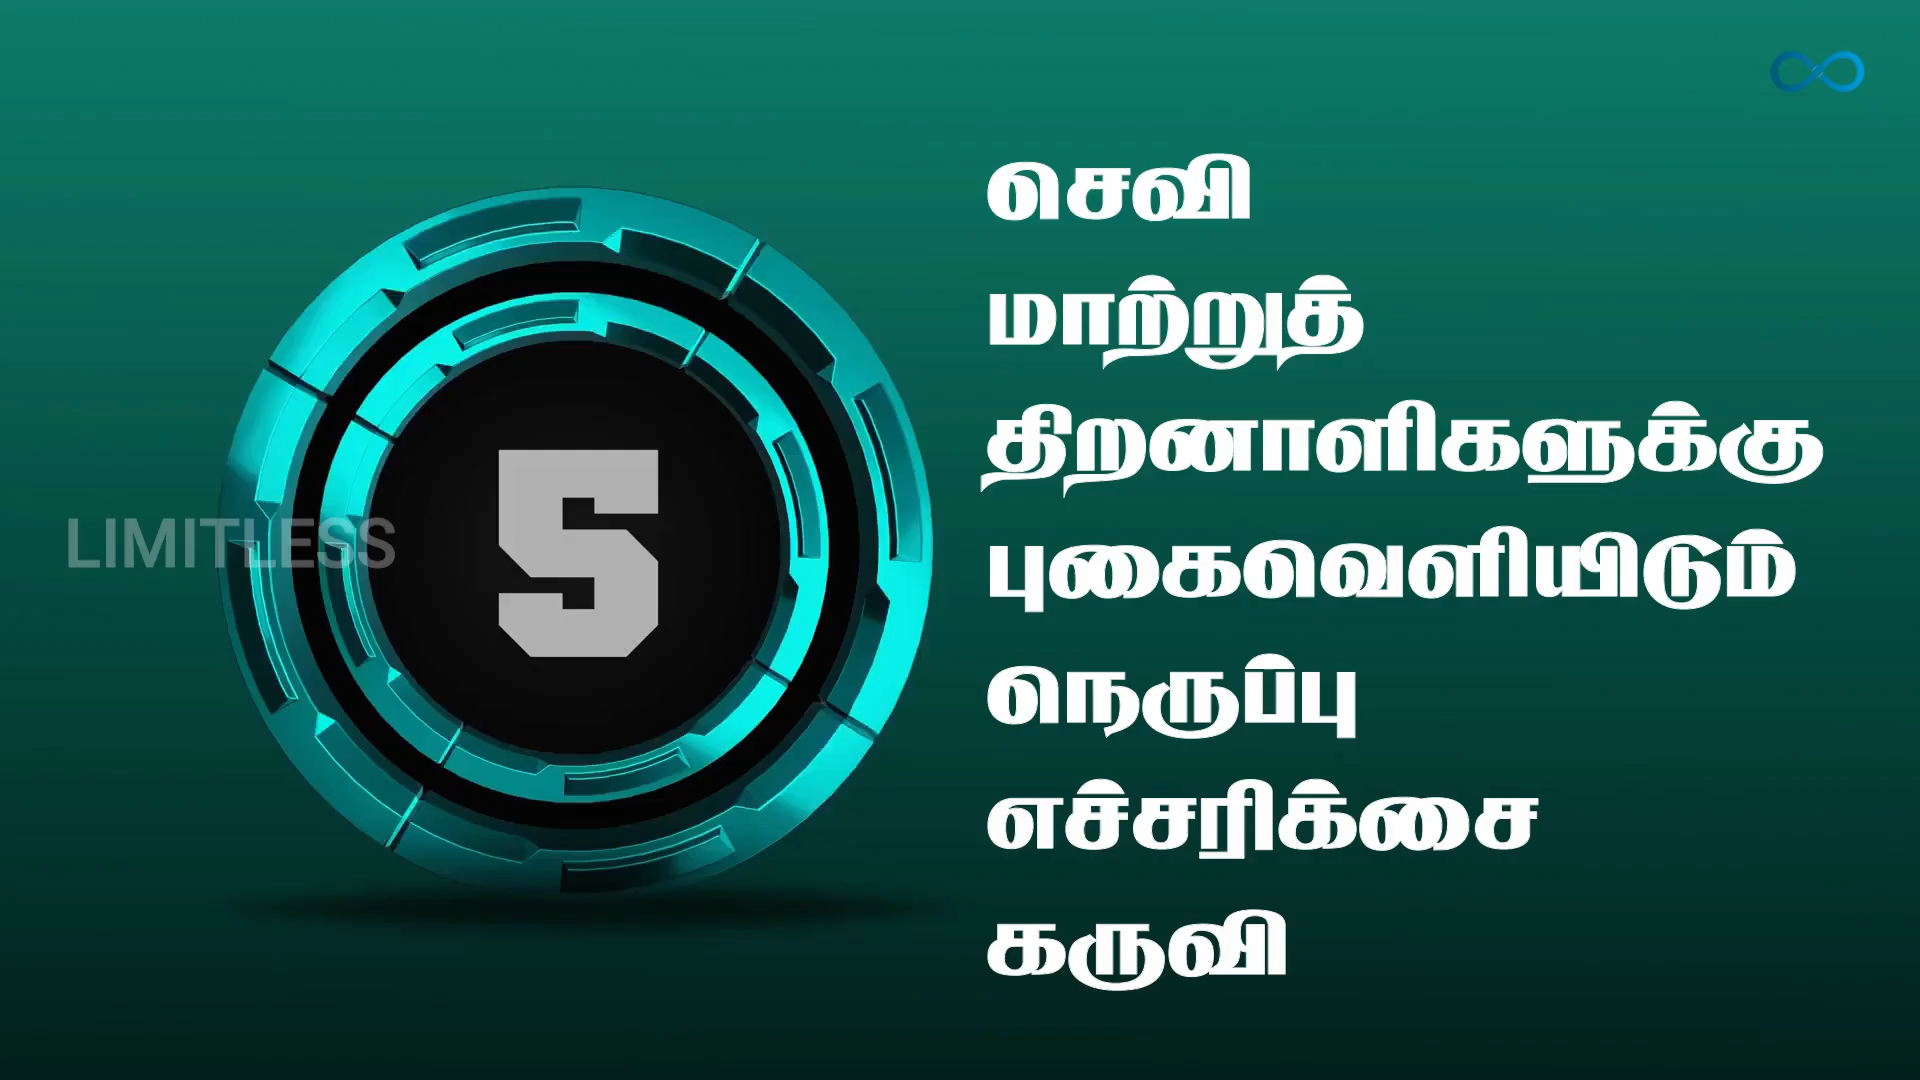 LIMITLESS
5
செவி
மாற்றுத்
திறனாளிகளுக்கு
புகைவெளியிடும்
நெருப்பு
எச்சரிக்சை
கருவி